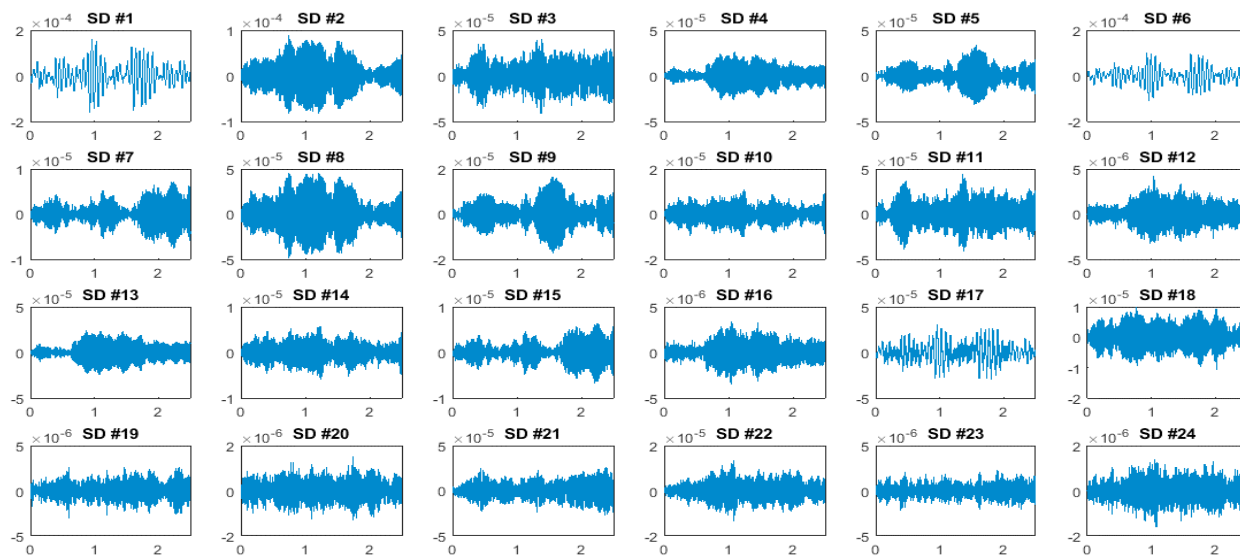 SD #1 SD #2 SD #3 SD #4 SD #5 SD #6
2 × 10⁻⁴ 1 × 10⁻⁴ 5 × 10⁻⁵ 5 × 10⁻⁵ 5 × 10⁻⁵ 2 × 10⁻⁴
0 0 0 0 0 0
-2 -1 -5 -5 -5 -2
0 1 2 0 1 2 0 1 2 0 1 2 0 1 2 0 1 2
SD #7 SD #8 SD #9 SD #10 SD #11 SD #12
1 × 10⁻⁵ 5 × 10⁻⁵ 2 × 10⁻⁵ 2 × 10⁻⁵ 5 × 10⁻⁵ 5 × 10⁻⁶
0 0 0 0 0 0
-1 -5 -2 -2 -5 -5
0 1 2 0 1 2 0 1 2 0 1 2 0 1 2 0 1 2
SD #13 SD #14 SD #15 SD #16 SD #17 SD #18
5 × 10⁻⁵ 1 × 10⁻⁵ 1 × 10⁻⁵ 5 × 10⁻⁶ 5 × 10⁻⁵ 1 × 10⁻⁵
0 0 0 0 0 0
-1
-5 -1 -1 -5 -5 -2
0 1 2 0 1 2 0 1 2 0 1 2 0 1 2 0 1 2
SD #19 SD #20 SD #21 SD #22 SD #23 SD #24
5 × 10⁻⁶ 2 × 10⁻⁶ 5 × 10⁻⁵ 2 × 10⁻⁵ 5 × 10⁻⁶ 2 × 10⁻⁶
0 0 0 0 0 0
-5 -2 -5 -2 -5 -2
0 1 2 0 1 2 0 1 2 0 1 2 0 1 2 0 1 2